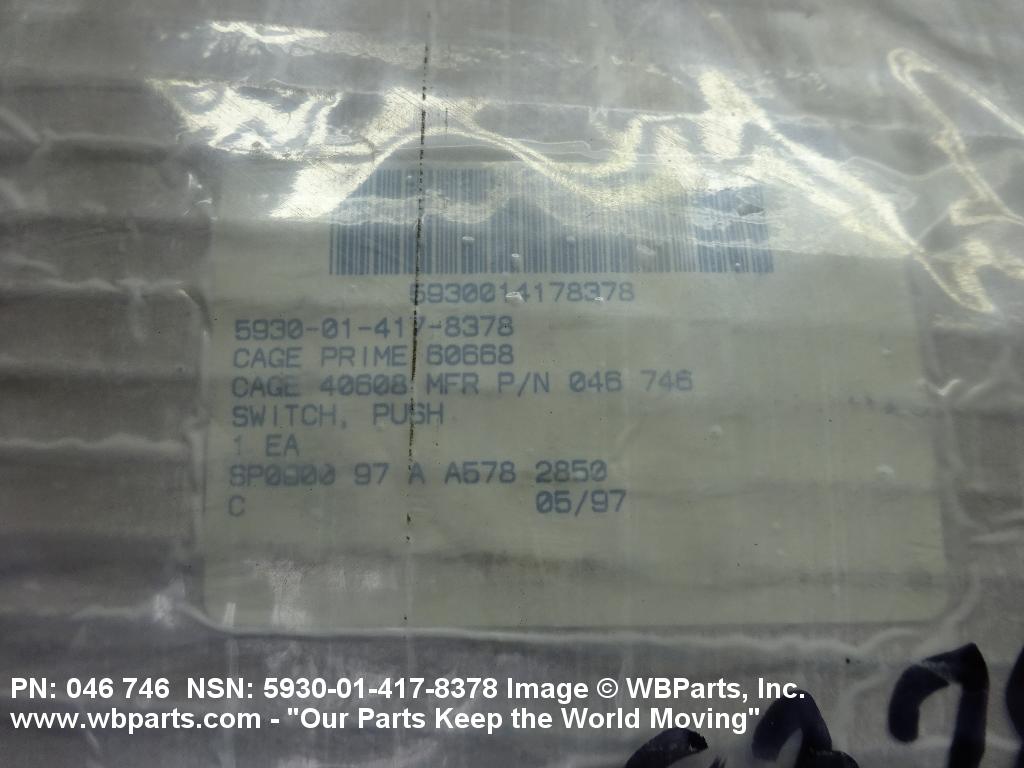 5930014178378
5930-01-417-8378
CAGE PRIME 60668
CAGE 40608 MFR P/N 046 746
SWITCH, PUSH
1 EA
97 A A578 2850
C 05/97
PN: 046 746 NSN: 5930-01-417-8378 Image © WBParts, Inc.
www.wbparts.com - "Our Parts Keep the World Moving"